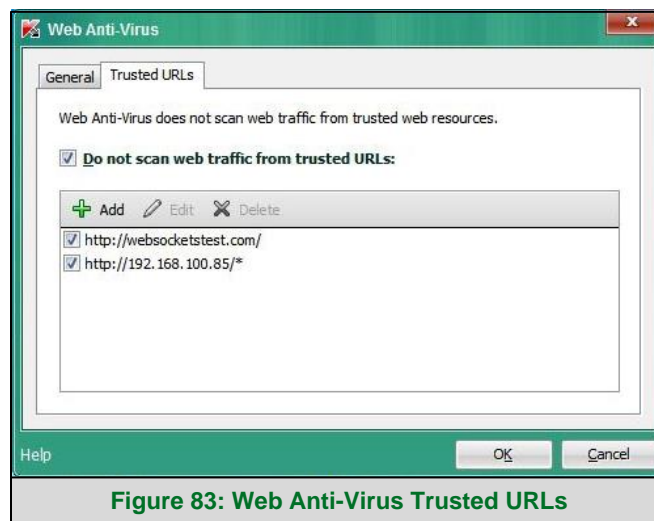 Web Anti-Virus
x
General Trusted URLs
Web Anti-Virus does not scan web traffic from trusted web resources.
Do not scan web traffic from trusted URLs:
Add Edit Delete
http://websocketstest.com/
http://192.168.100.85/*
Help OK Cancel
Figure 83: Web Anti-Virus Trusted URLs